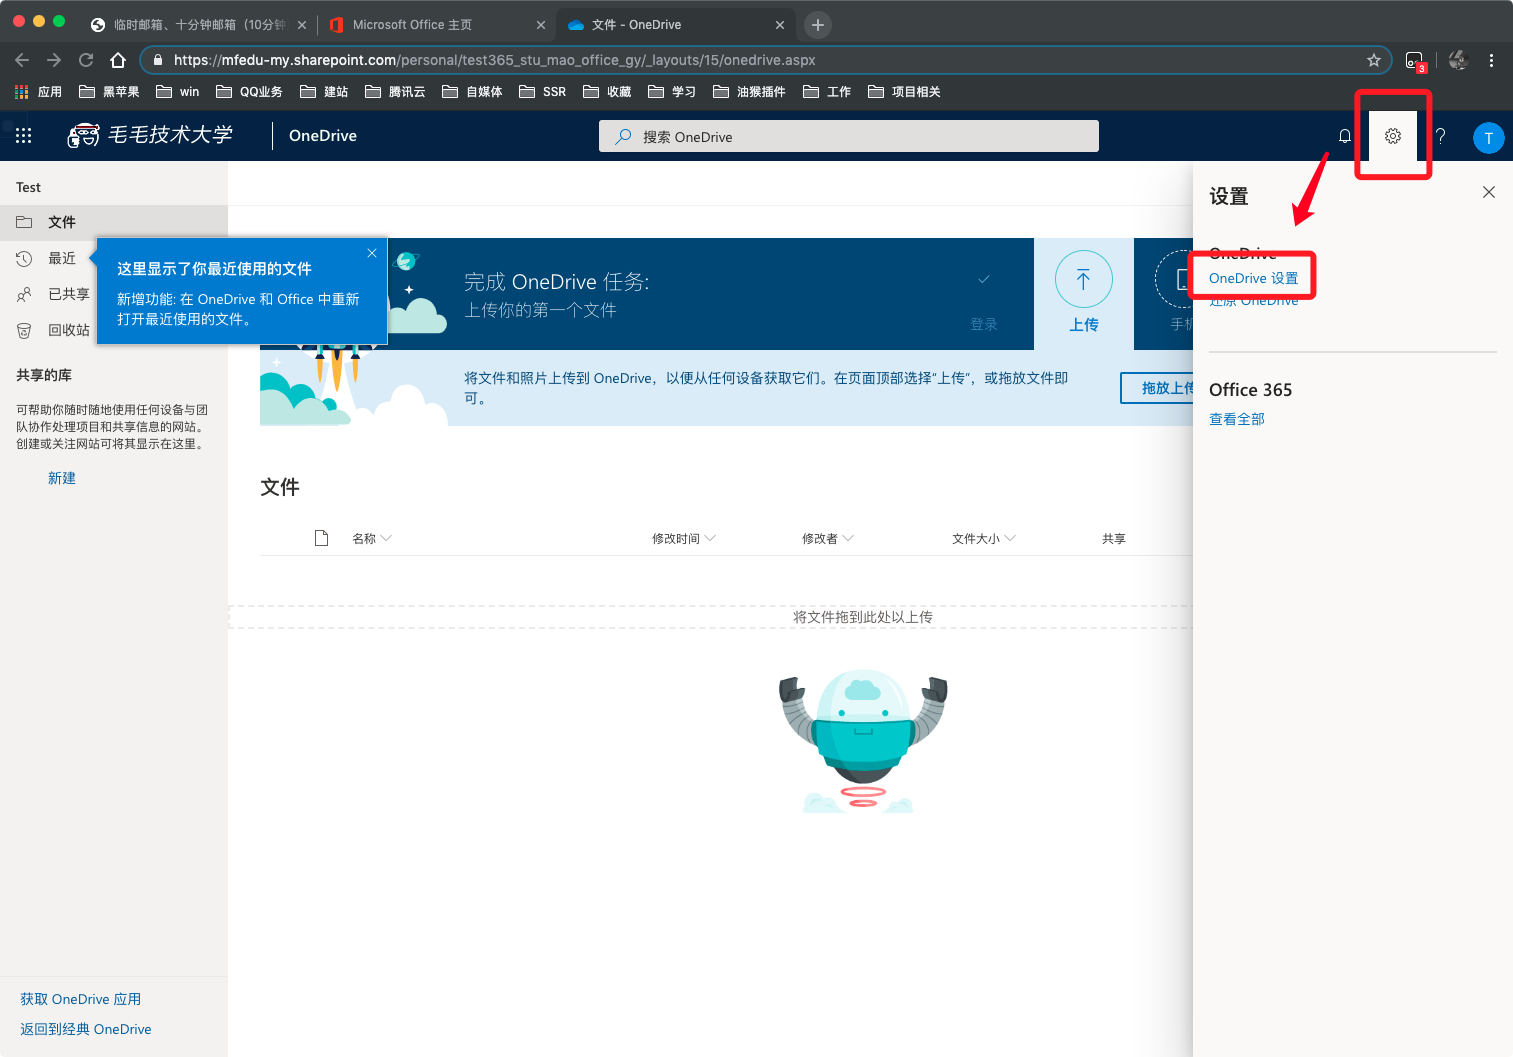 临时邮箱、十分钟邮箱（10分钟
Microsoft Office 主页
文件 - OneDrive
https://mfedu-my.sharepoint.com/personal/test365_stu_mao_office_gy/_layouts/15/onedrive.aspx
3
应用
黑苹果
win
QQ业务
建站
腾讯云
自媒体
SSR
收藏
学习
油猴插件
工作
项目相关
毛毛技术大学
OneDrive
搜索 OneDrive
?
T
Test
文件
最近
已共享
回收站
共享的库
可帮助你随时随地使用任何设备与团
队协作处理项目和共享信息的网站。
创建或关注网站可将其显示在这里。
新建
获取 OneDrive 应用
返回到经典 OneDrive
这里显示了你最近使用的文件
新增功能: 在 OneDrive 和 Office 中重新
打开最近使用的文件。
完成 OneDrive 任务:
上传你的第一个文件
登录
上传
手机
将文件和照片上传到 OneDrive，以便从任何设备获取它们。在页面顶部选择“上传”，或拖放文件即
可。
拖放上传
文件
名称
修改时间
修改者
文件大小
共享
将文件拖到此处以上传
设置
OneDrive
OneDrive 设置
还原 OneDrive
Office 365
查看全部